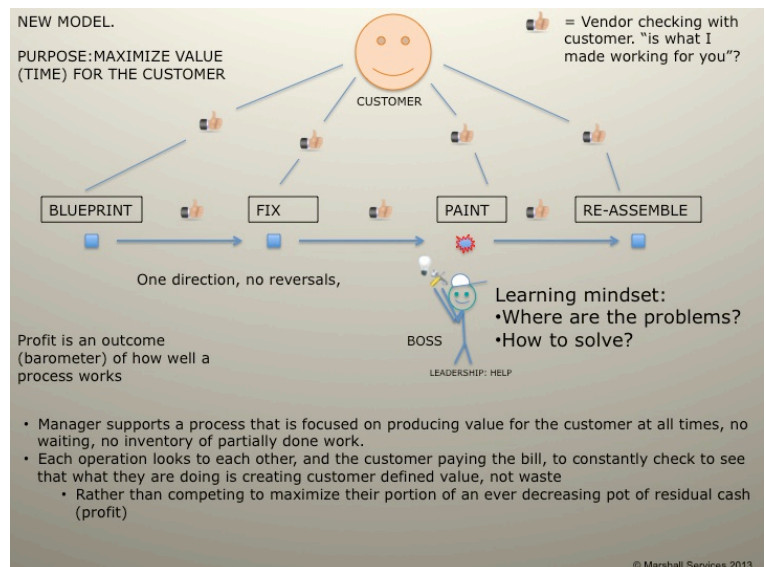 NEW MODEL.
PURPOSE:MAXIMIZE VALUE
(TIME) FOR THE CUSTOMER
= Vendor checking with
customer. “is what I
made working for you”?
CUSTOMER
BLUEPRINT
FIX
PAINT
RE-ASSEMBLE
One direction, no reversals,
Learning mindset:
•Where are the problems?
•How to solve?
BOSS
LEADERSHIP: HELP
Profit is an outcome
(barometer) of how well a
process works
• Manager supports a process that is focused on producing value for the customer at all times, no
waiting, no inventory of partially done work.
• Each operation looks to each other, and the customer paying the bill, to constantly check to see
that what they are doing is creating customer defined value, not waste
• Rather than competing to maximize their portion of an ever decreasing pot of residual cash
(profit)
© Marshall Services 2013